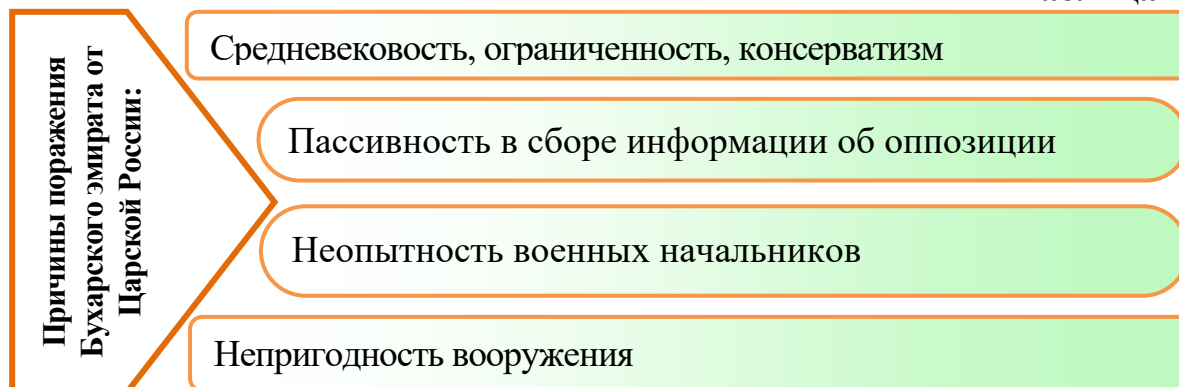 Причины поражения
Бухарского эмирата от
Царской России:
Средневековость, ограниченность, консерватизм
Пассивность в сборе информации об оппозиции
Неопытность военных начальников
Непригодность вооружения